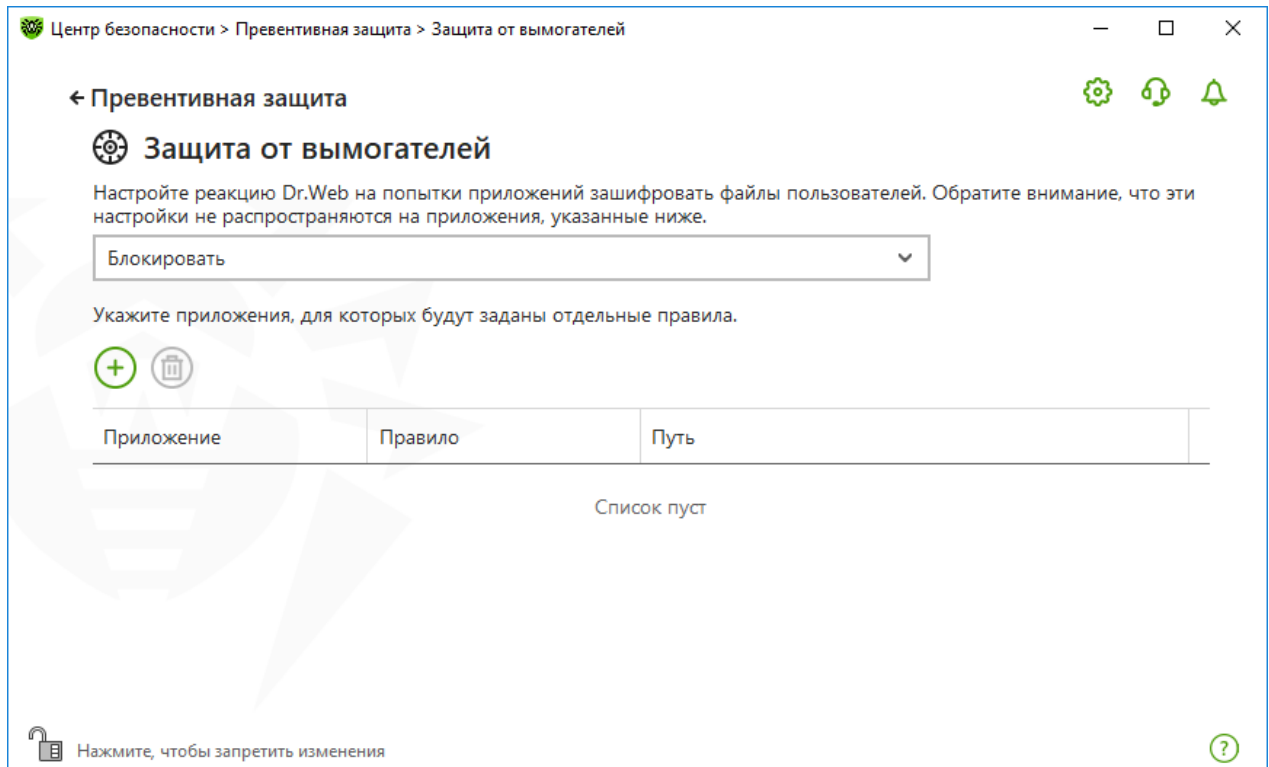 Центр безопасности > Превентивная защита > Защита от вымогателей
Превентивная защита
Защита от вымогателей
Настройте реакцию Dr.Web на попытки приложений зашифровать файлы пользователей. Обратите внимание, что эти
настройки не распространяются на приложения, указанные ниже.
Блокировать
Укажите приложения, для которых будут заданы отдельные правила.
Приложение Правило Путь
Список пуст
Нажмите, чтобы запретить изменения